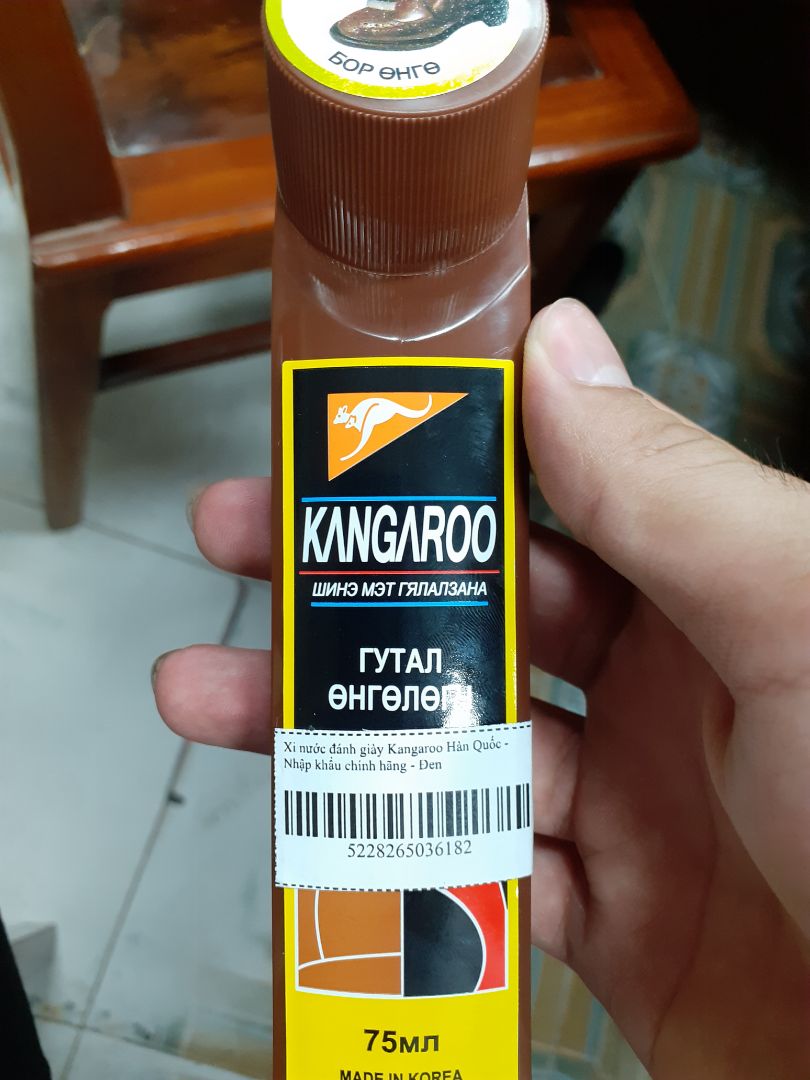 БОР ӨНГӨ
KANGAROO
ШИНЭ МЭТ ГЯЛАЛЗАНА
ГУТАЛ
Xi nước đánh giày Kangaroo Hàn Quốc -
Nhập khẩu chính hãng - Đen
5228265036182
75мл
MADE IN KOREA